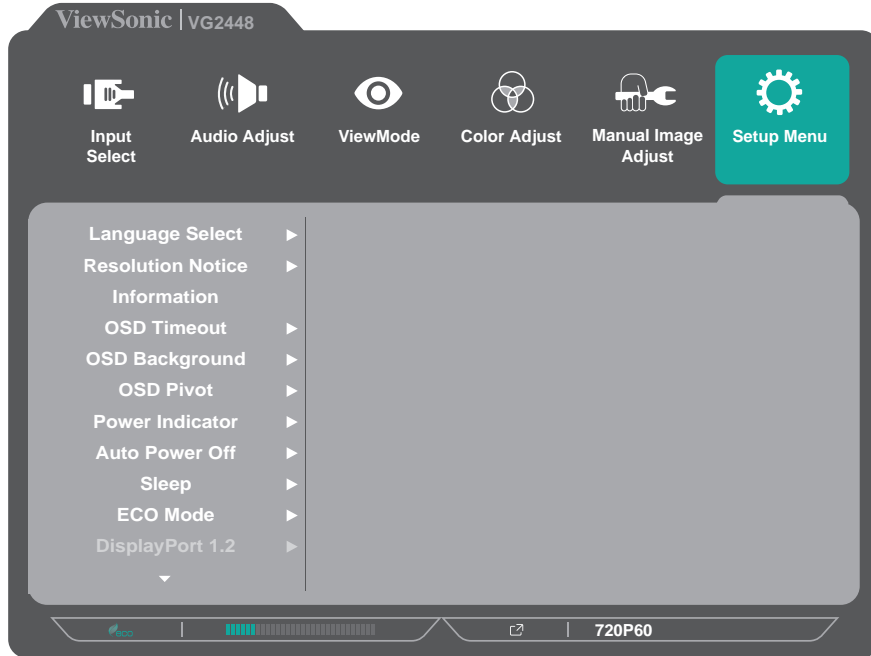 ViewSonic | VG2448
Input
Select
Audio Adjust
ViewMode
Color Adjust
Manual Image
Adjust
Setup Menu
Language Select
Resolution Notice
Information
OSD Timeout
OSD Background
OSD Pivot
Power Indicator
Auto Power Off
Sleep
ECO Mode
DisplayPort 1.2
eco
720P60